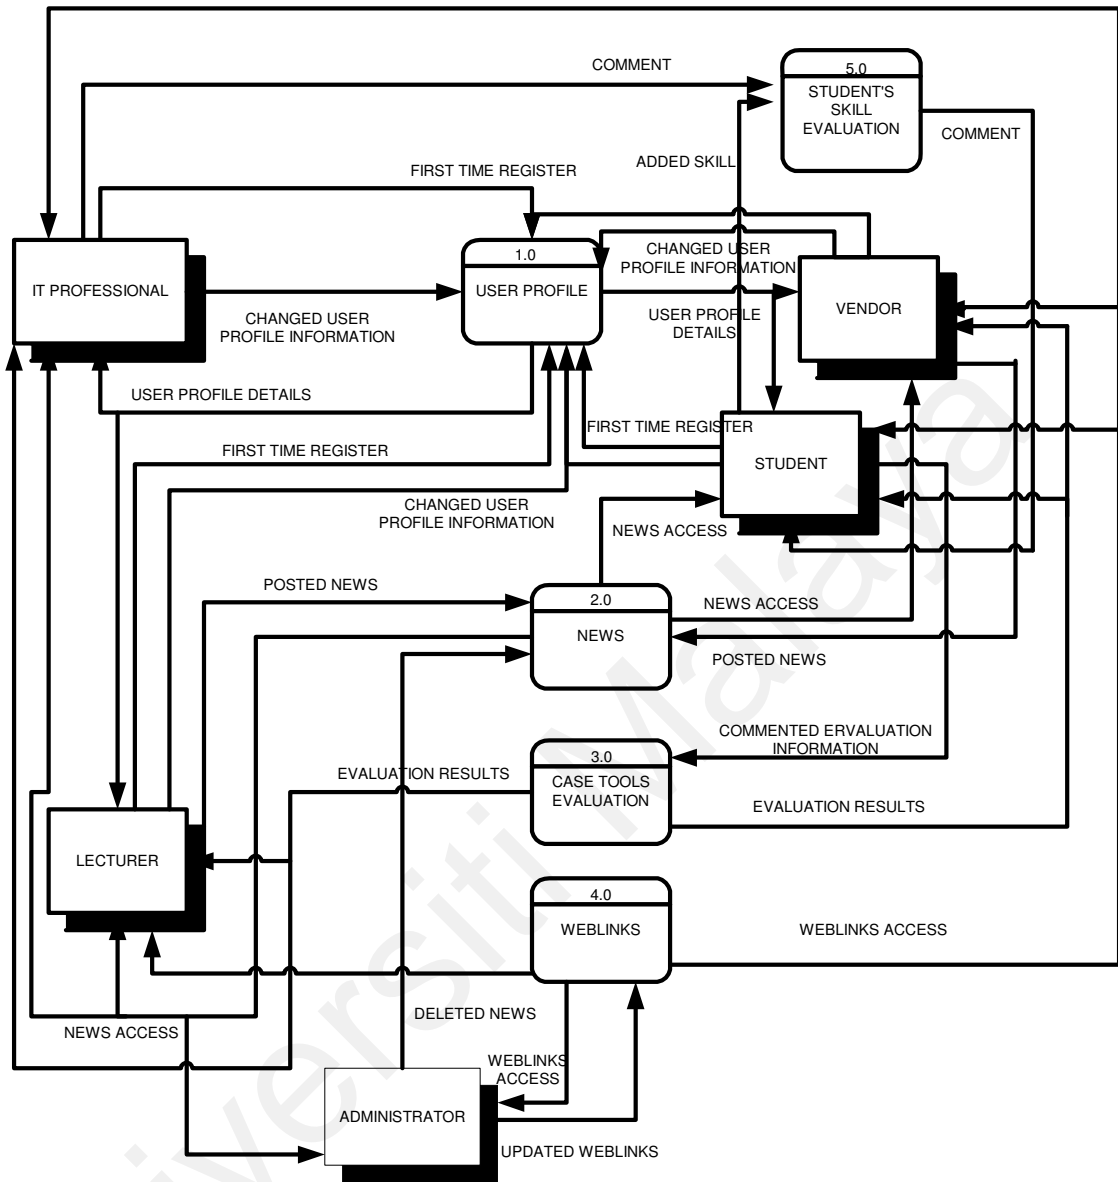 COMMENT
5.0
STUDENT'S
SKILL
EVALUATION
COMMENT
ADDED SKILL
FIRST TIME REGISTER
IT PROFESSIONAL
1.0
USER PROFILE
CHANGED USER
PROFILE INFORMATION
VENDOR
CHANGED USER
PROFILE INFORMATION
USER PROFILE
DETAILS
USER PROFILE DETAILS
FIRST TIME REGISTER
FIRST TIME REGISTER
STUDENT
CHANGED USER
PROFILE INFORMATION
NEWS ACCESS
POSTED NEWS
2.0
NEWS
NEWS ACCESS
POSTED NEWS
COMMENTED ERVALUATION
INFORMATION
3.0
CASE TOOLS
EVALUATION
EVALUATION RESULTS
EVALUATION RESULTS
LECTURER
4.0
WEBLINKS
WEBLINKS ACCESS
NEWS ACCESS
DELETED NEWS
WEBLINKS
ACCESS
ADMINISTRATOR
UPDATED WEBLINKS
versiti Malaya